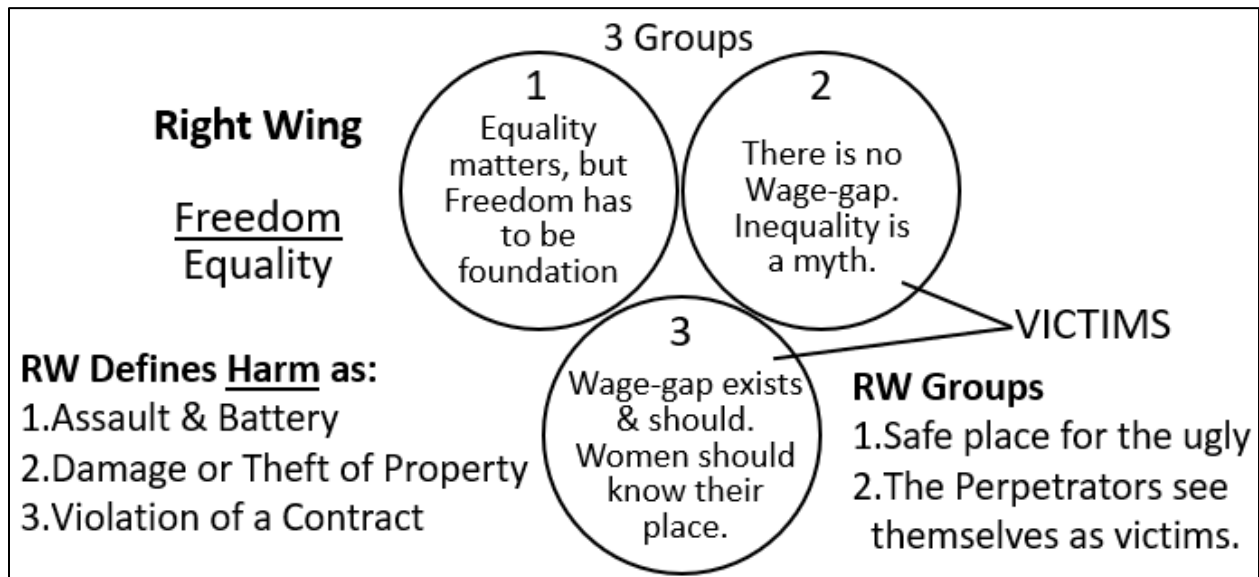 3 Groups
Right Wing
Freedom
Equality
1
Equality
matters, but
Freedom has
to be
foundation
2
There is no
Wage-gap.
Inequality is
a myth.
3
Wage-gap exists
& should.
Women should
know their
place.
VICTIMS
RW Defines Harm as:
1.Assault & Battery
2.Damage or Theft of Property
3.Violation of a Contract
RW Groups
1.Safe place for the ugly
2.The Perpetrators see
themselves as victims.